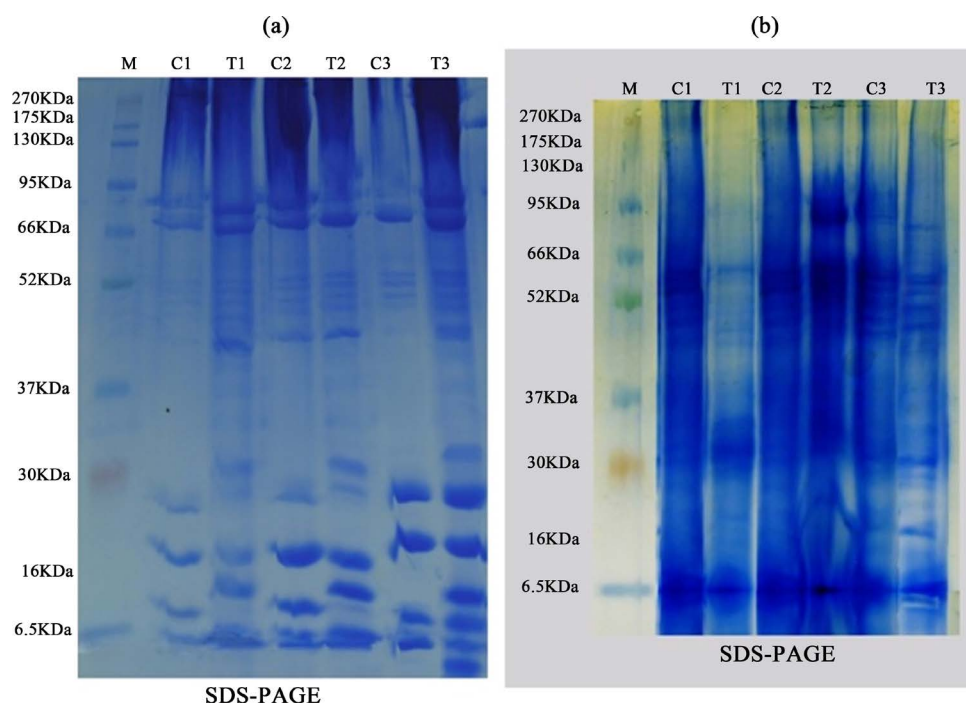 (a)
M C1 T1 C2 T2 C3 T3
270KDa
175KDa
130KDa
95KDa
66KDa
52KDa
37KDa
30KDa
16KDa
6.5KDa
SDS-PAGE
(b)
M C1 T1 C2 T2 C3 T3
270KDa
175KDa
130KDa
95KDa
66KDa
52KDa
37KDa
30KDa
16KDa
6.5KDa
SDS-PAGE